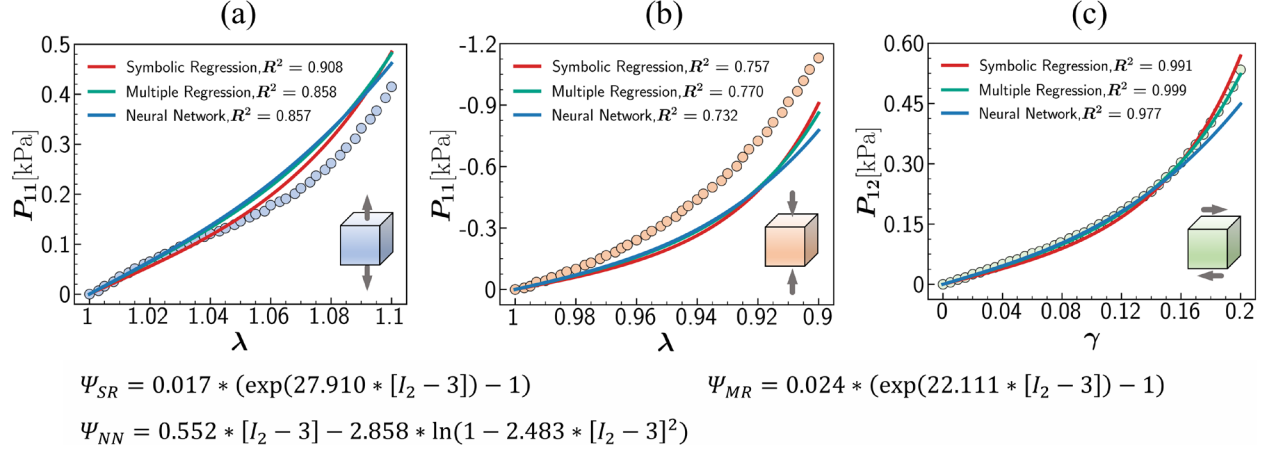 (a)
0.5
0.4
0.3
0.2
0.1
0
P₁₁[kPa]
Symbolic Regression,R² = 0.908
Multiple Regression,R² = 0.858
Neural Network,R² = 0.857
1 1.02 1.04 1.06 1.08 1.1
λ
(b)
-1.2
-0.9
-0.6
-0.3
0
P₁₁[kPa]
Symbolic Regression,R² = 0.757
Multiple Regression,R² = 0.770
Neural Network,R² = 0.732
1 0.98 0.96 0.94 0.92 0.9
λ
(c)
0.60
0.45
0.30
0.15
0
P₁₂[kPa]
Symbolic Regression,R² = 0.991
Multiple Regression,R² = 0.999
Neural Network,R² = 0.977
0 0.04 0.08 0.12 0.16 0.2
γ
Ψ_SR = 0.017 ∗ (exp(27.910 ∗ [I₂ − 3]) − 1)
Ψ_MR = 0.024 ∗ (exp(22.111 ∗ [I₂ − 3]) − 1)
Ψ_NN = 0.552 ∗ [I₂ − 3] − 2.858 ∗ ln(1 − 2.483 ∗ [I₂ − 3]²)